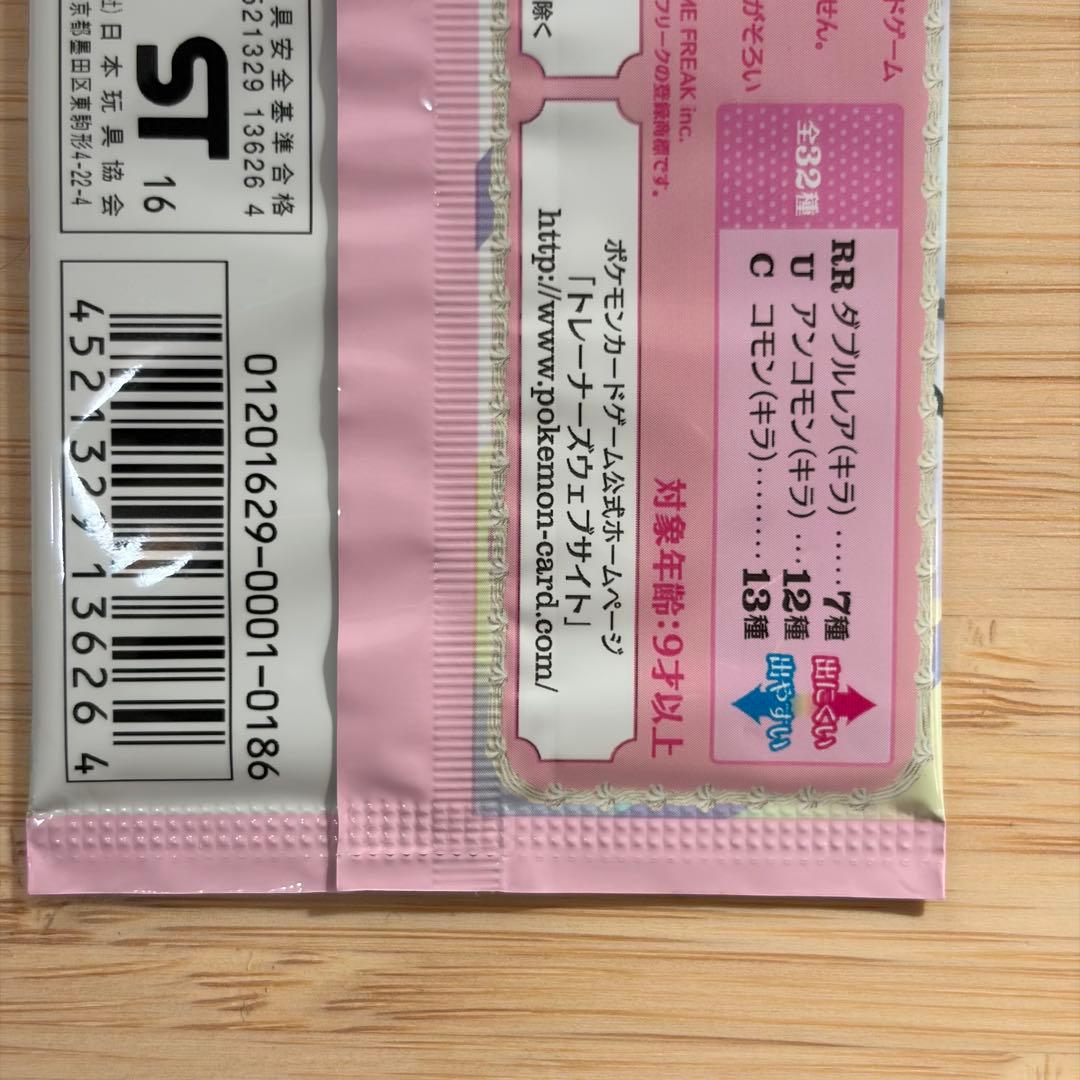 ドゲーム
せん。
がそろい
全32種
RR ダブルレア(キラ) ·····7種
U アンコモン(キラ) ···12種
C コモン(キラ)········13種
出にくい
出やすい
対象年齢:9才以上
ME FREAK inc.
フリークの登録商標です。
ポケモンカードゲーム公式ホームページ
「トレーナーズウェブサイト」
http://www.pokemon-card.com/
除く
具安全基準合格
521329 13626 4
ST 16
日本玩具協会
京都墨田区東駒形4-22-4
01201629-0001-0186
4 521329 13626 4